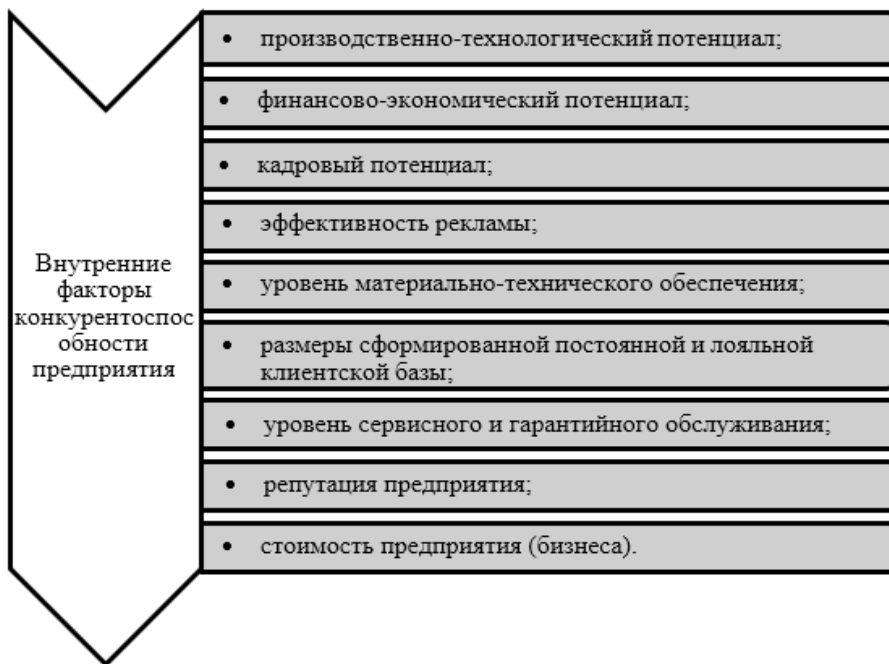 Внутренние
факторы
конкурентоспос
обности
предприятия
• производственно-технологический потенциал;
• финансово-экономический потенциал;
• кадровый потенциал;
• эффективность рекламы;
• уровень материально-технического обеспечения;
• размеры сформированной постоянной и лояльной
клиентской базы;
• уровень сервисного и гарантийного обслуживания;
• репутация предприятия;
• стоимость предприятия (бизнеса).